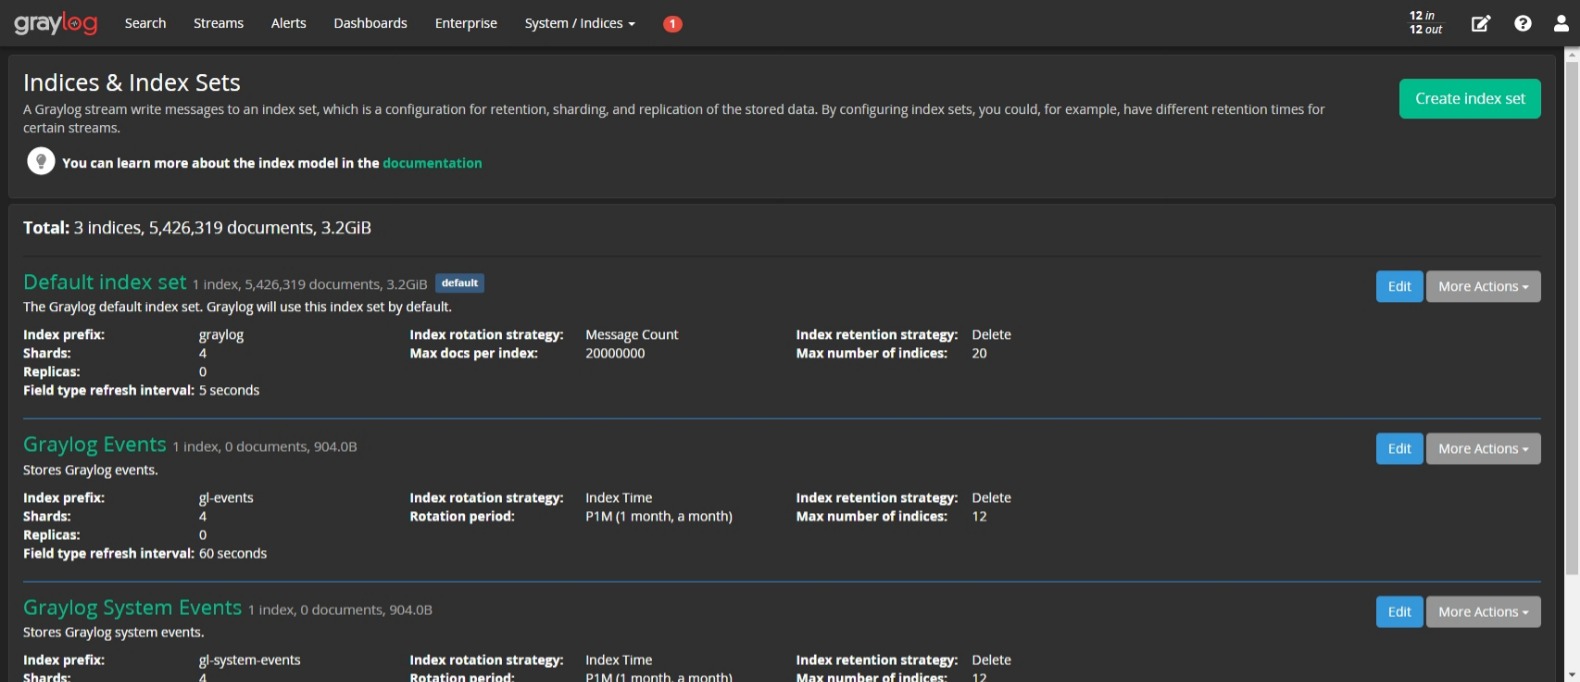 graylog Search Streams Alerts Dashboards Enterprise System / Indices 1 12 in
12 out
Indices & Index Sets
A Graylog stream write messages to an index set, which is a configuration for retention, sharding, and replication of the stored data. By configuring index sets, you could, for example, have different retention times for
certain streams.
Create index set
You can learn more about the index model in the documentation
Total: 3 indices, 5,426,319 documents, 3.2GiB
Default index set 1 index, 5,426,319 documents, 3.2GiB default Edit More Actions
The Graylog default index set. Graylog will use this index set by default.
Index prefix: graylog Index rotation strategy: Message Count Index retention strategy: Delete
Shards: 4 Max docs per index: 20000000 Max number of indices: 20
Replicas: 0
Field type refresh interval: 5 seconds
Graylog Events 1 index, 0 documents, 904.0B Edit More Actions
Stores Graylog events.
Index prefix: gl-events Index rotation strategy: Index Time Index retention strategy: Delete
Shards: 4 Rotation period: P1M (1 month, a month) Max number of indices: 12
Replicas: 0
Field type refresh interval: 60 seconds
Graylog System Events 1 index, 0 documents, 904.0B Edit More Actions
Stores Graylog system events.
Index prefix: gl-system-events Index rotation strategy: Index Time Index retention strategy: Delete
Shards: 4 Rotation period: P1M (1 month, a month) Max number of indices: 12